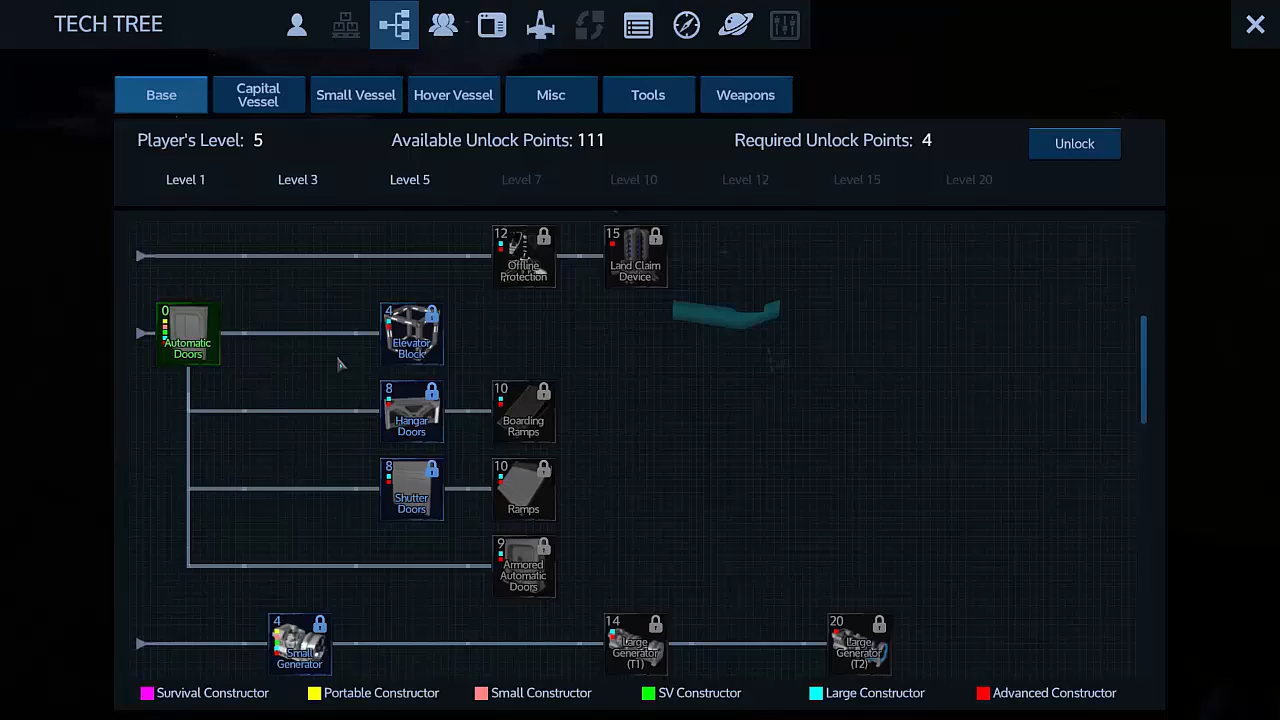 TECH TREE
Base
Capital
Vessel
Small Vessel
Hover Vessel
Misc
Tools
Weapons
Player's Level: 5
Available Unlock Points: 111
Required Unlock Points: 4
Unlock
Level 1
Level 3
Level 5
Level 7
Level 10
Level 12
Level 15
Level 20
12
Offline
Protection
15
Land Claim
Device
0
Automatic
Doors
4
Elevator
Block
8
Hangar
Doors
10
Boarding
Ramps
8
Shutter
Doors
10
Ramps
9
Armored
Automatic
Doors
4
Small
Generator
14
Large
Generator
(T1)
20
Large
Generator
(T2)
Survival Constructor
Portable Constructor
Small Constructor
SV Constructor
Large Constructor
Advanced Constructor